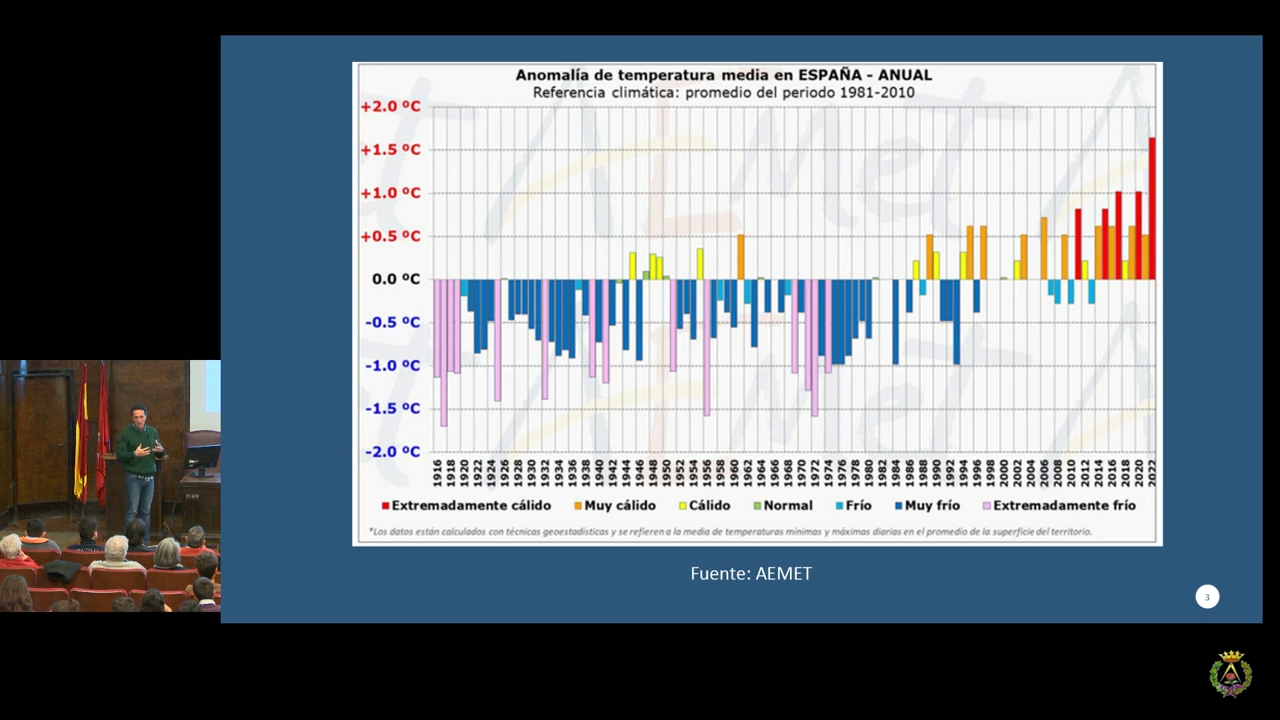 Anomalía de temperatura media en ESPAÑA - ANUAL
Referencia climática: promedio del periodo 1981-2010
+2.0 ºC
+1.5 ºC
+1.0 ºC
+0.5 ºC
0.0 ºC
-0.5 ºC
-1.0 ºC
-1.5 ºC
-2.0 ºC
1916 1918 1920 1922 1924 1926 1928 1930 1932 1934 1936 1938 1940 1942 1944 1946 1948 1950 1952 1954 1956 1958 1960 1962 1964 1966 1968 1970 1972 1974 1976 1978 1980 1982 1984 1986 1988 1990 1992 1994 1996 1998 2000 2002 2004 2006 2008 2010 2012 2014 2016 2018 2020 2022
Extremadamente cálido Muy cálido Cálido Normal Frío Muy frío Extremadamente frío
*Los datos están calculados con técnicas geoestadísticas y se refieren a la media de temperaturas mínimas y máximas diarias en el promedio de la superficie del territorio.
Fuente: AEMET
3